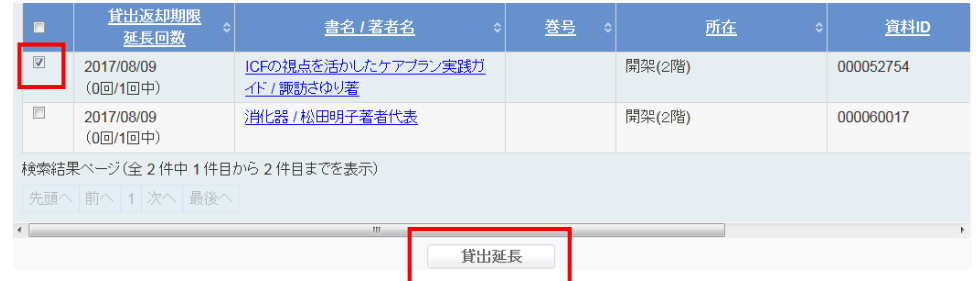 貸出返却期限
延長回数
書名 / 著者名
巻号
所在
資料ID
2017/08/09
（0回/1回中）
ICFの視点を活かしたケアプラン実践ガ
イド / 諏訪さゆり著
開架(2階)
000052754
2017/08/09
（0回/1回中）
消化器 / 松田明子著者代表
開架(2階)
000060017
検索結果ページ（全 2 件中 1 件目から 2 件目までを表示）
先頭へ 前へ 1 次へ 最後へ
貸出延長